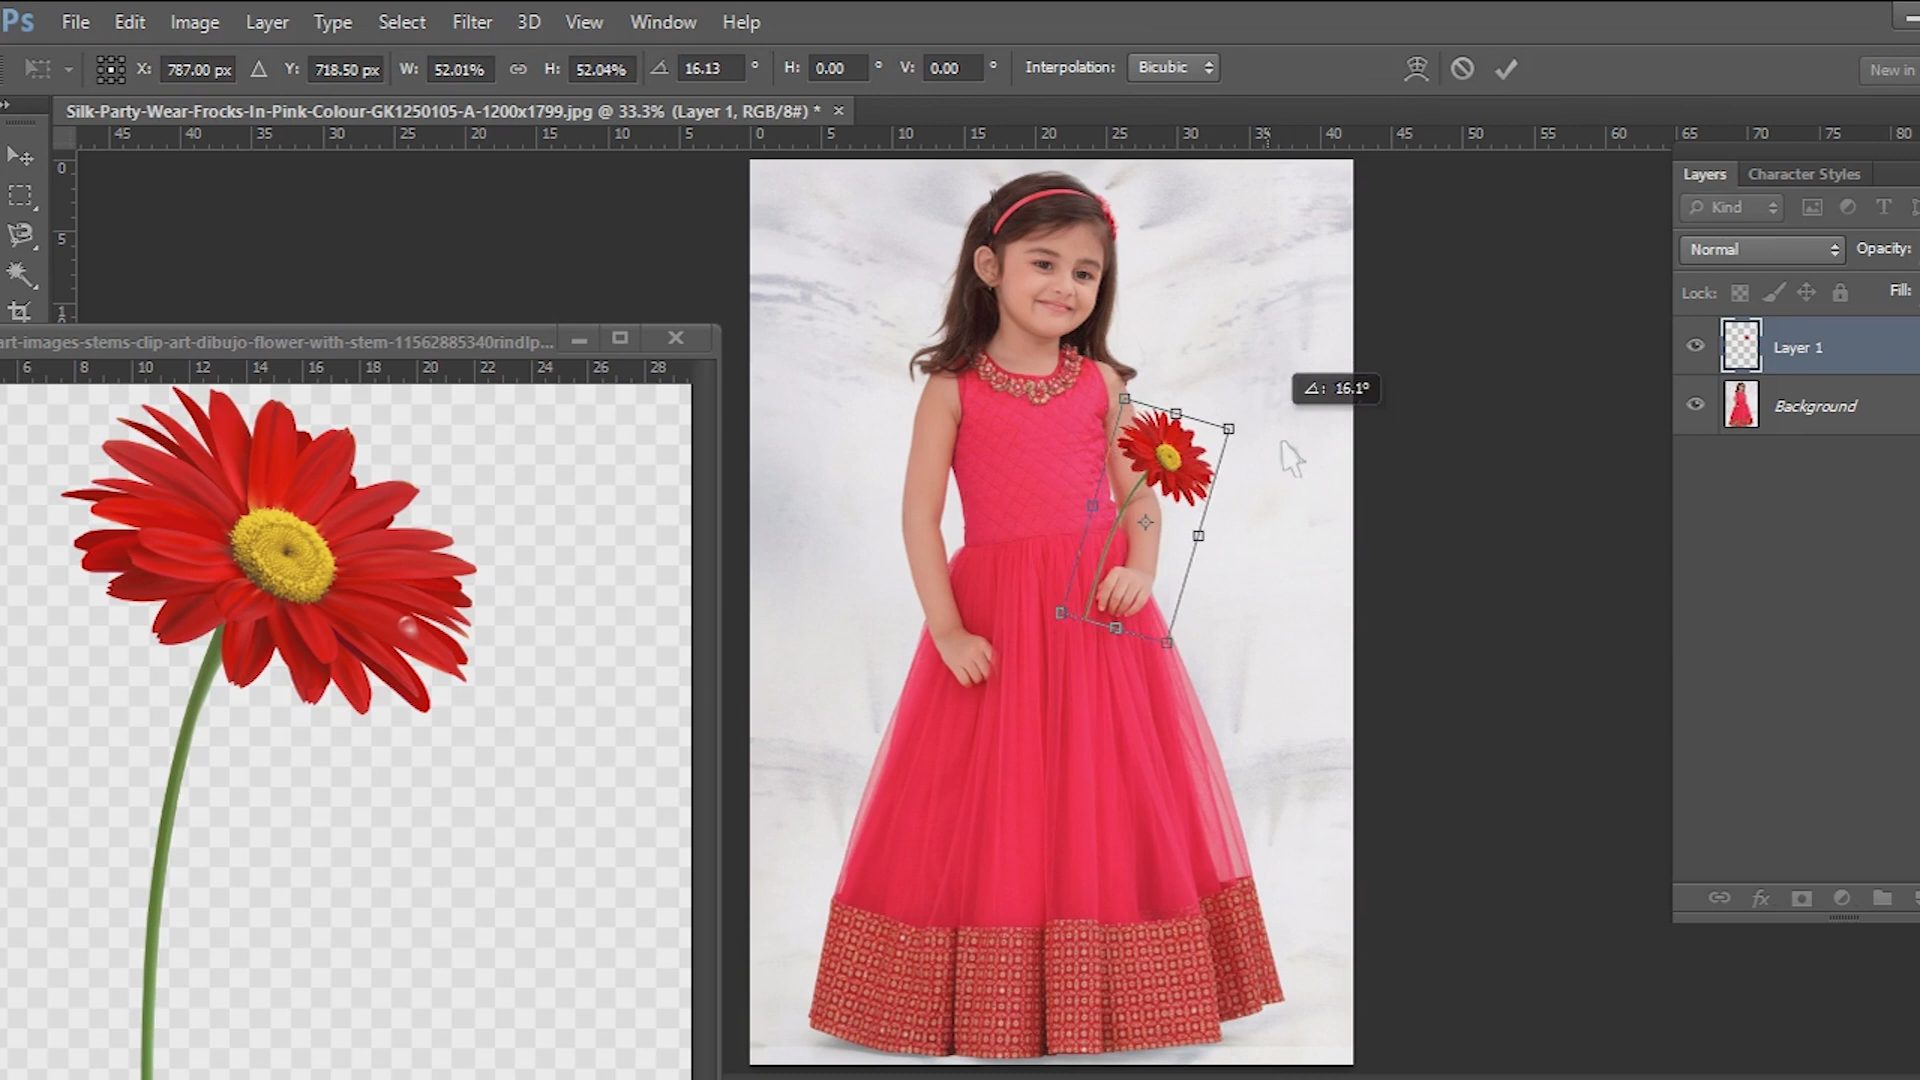 Ps File Edit Image Layer Type Select Filter 3D View Window Help
X: 787.00 px Y: 718.50 px W: 52.01% H: 52.04% 16.13 ° H: 0.00 ° V: 0.00 ° Interpolation: Bicubic New in
Silk-Party-Wear-Frocks-In-Pink-Colour-GK1250105-A-1200x1799.jpg @ 33.3% (Layer 1, RGB/8#) * ×
45 40 35 30 25 20 15 10 5 0 5 10 15 20 25 30 35 40 45 50 55 60 65 70 75 80
0
5
1
art-images-stems-clip-art-dibujo-flower-with-stem-11562885340rindlp...
6 8 10 12 14 16 18 20 22 24 26 28
16.1°
Layers Character Styles
Kind
Normal Opacity:
Lock: Fill:
Layer 1
Background
fx